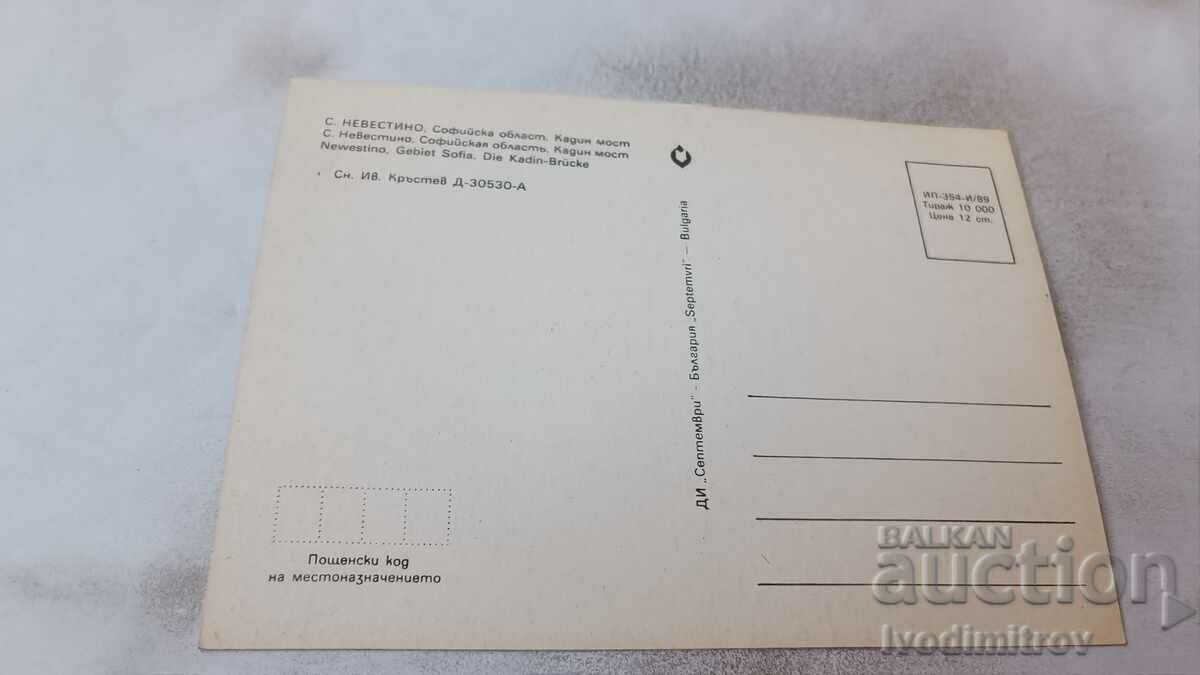 С. НЕВЕСТИНО, Софийска област. Кадин мост
С. Невестино, Софийская область. Кадин мост
Newestino, Gebiet Sofia. Die Kadin-Brücke
Сн. Ив. Кръстев Д-30530-А
ИП-354-И/89
Тираж 10 000
Цена 12 ст.
ДИ „Септември" - България „Septemvri" — Bulgaria
Пощенски код
на местоназначението
BALKAN
auction
Ivodimitrov